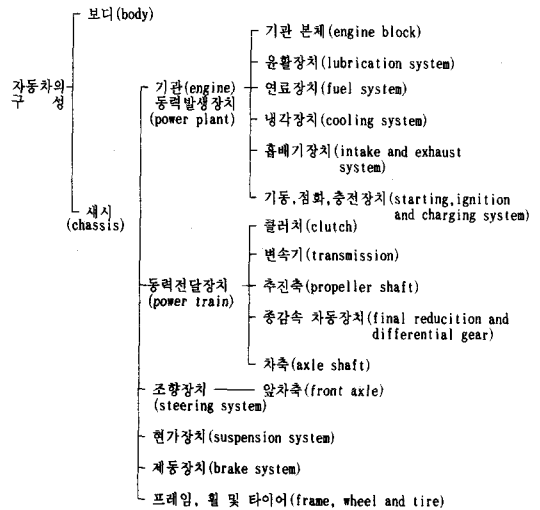 보디(body)
자동차의
구 성
섀시
(chassis)
기관(engine)
동력발생장치
(power plant)
기관 본체(engine block)
윤활장치(lubrication system)
연료장치(fuel system)
냉각장치(cooling system)
흡배기장치(intake and exhaust
system)
기동,점화,충전장치(starting,ignition
and charging system)
동력전달장치
(power train)
클러치(clutch)
변속기(transmission)
추진축(propeller shaft)
종감속 차동장치(final reducition and
differential gear)
차축(axle shaft)
조향장치
(steering system)
앞차축(front axle)
현가장치(suspension system)
제동장치(brake system)
프레임, 휠 및 타이어(frame, wheel and tire)